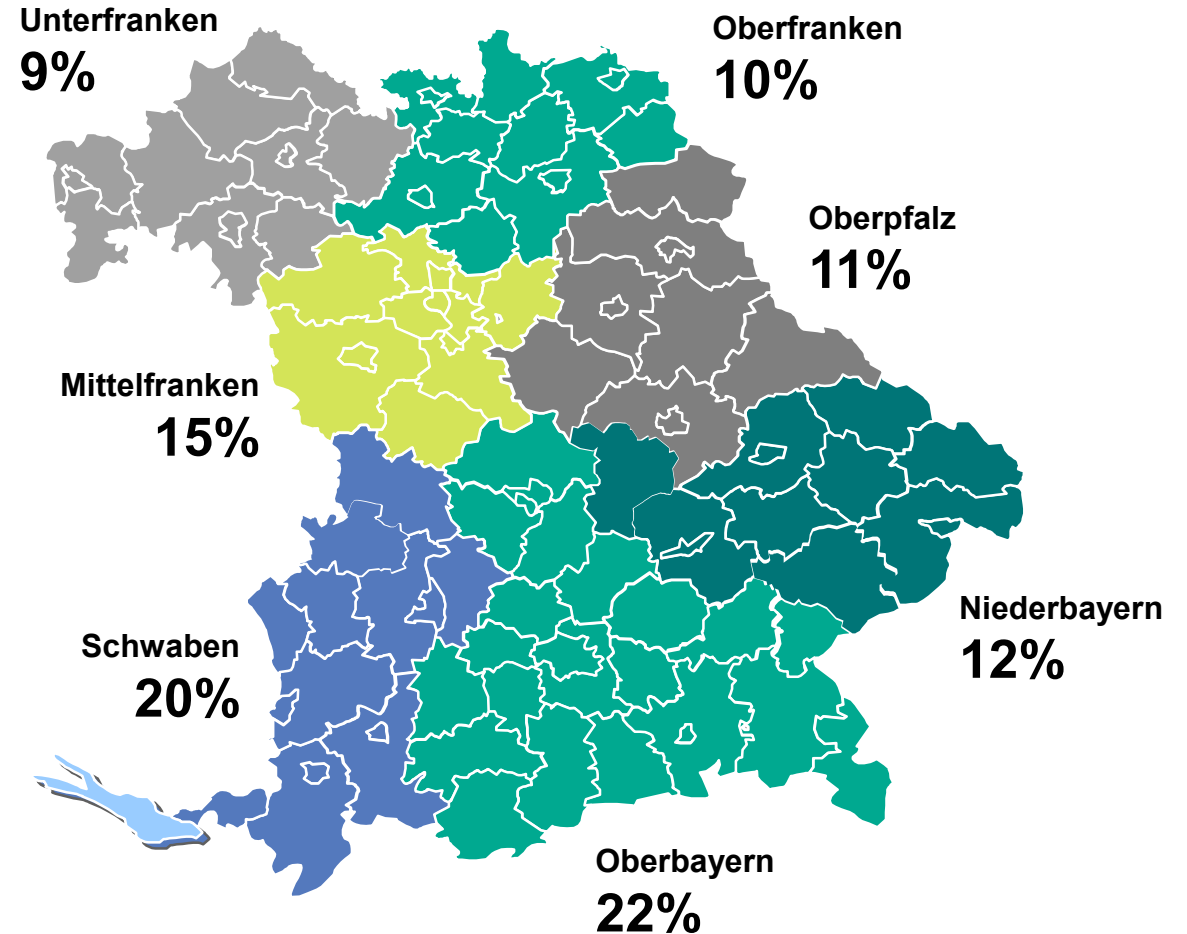 Unterfranken
9%
Oberfranken
10%
Oberpfalz
11%
Mittelfranken
15%
Niederbayern
12%
Schwaben
20%
Oberbayern
22%